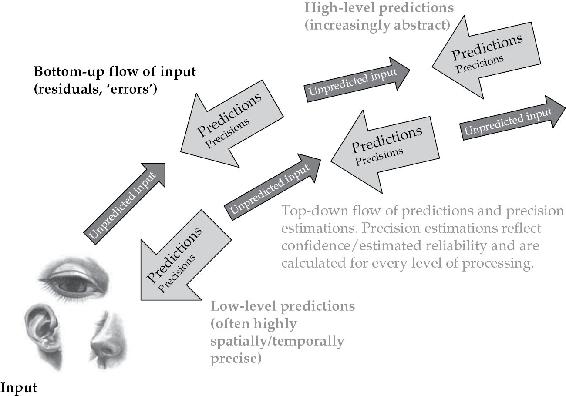 High-level predictions
(increasingly abstract)
Predictions
Precisions
Bottom-up flow of input
(residuals, 'errors')
Unpredicted input
Predictions
Precisions
Unpredicted input
Predictions
Precisions
Unpredicted input
Unpredicted input
Predictions
Precisions
Top-down flow of predictions and precision
estimations. Precision estimations reflect
confidence/estimated reliability and are
calculated for every level of processing.
Low-level predictions
(often highly
spatially/temporally
precise)
Input